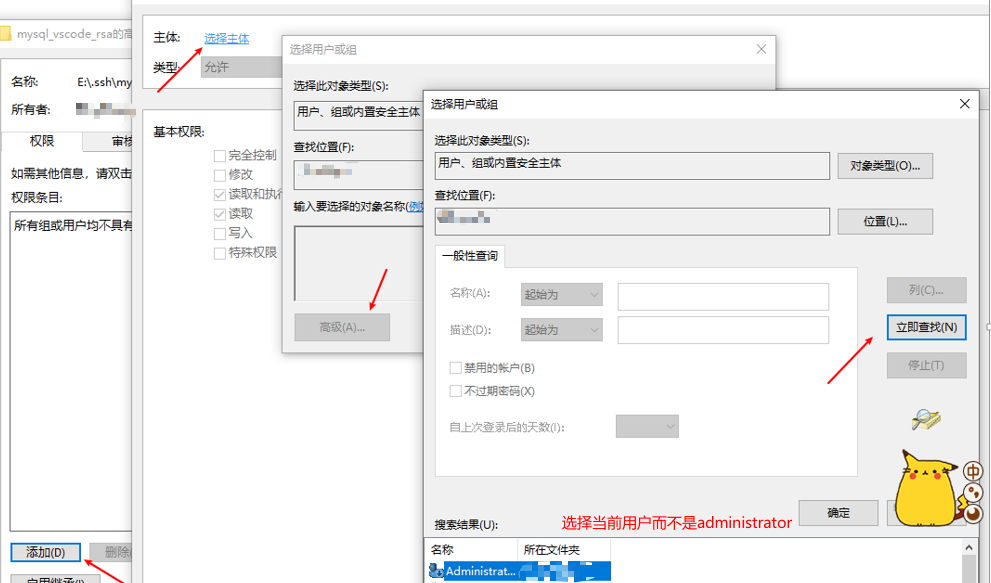 mysql_vscode_rsa的高
名称:
E:\.ssh\my
所有者:
权限
审核
如需其他信息，请双击
权限条目:
所有组或用户均不具有
添加(D)
删除
启用继承(I)
主体:
选择主体
类型:
允许
基本权限:
完全控制
修改
读取和执行
读取
写入
特殊权限
选择用户或组
选择此对象类型(S):
用户、组或内置安全主体
查找位置(F):
输入要选择的对象名称(例如
高级(A)...
选择用户或组
选择此对象类型(S):
用户、组或内置安全主体
对象类型(O)...
查找位置(F):
位置(L)...
一般性查询
名称(A):
起始为
描述(D):
起始为
禁用的帐户(B)
不过期密码(X)
自上次登录后的天数(I):
列(C)...
立即查找(N)
停止(T)
中
确定
搜索结果(U):
选择当前用户而不是administrator
名称
所在文件夹
Administrat...